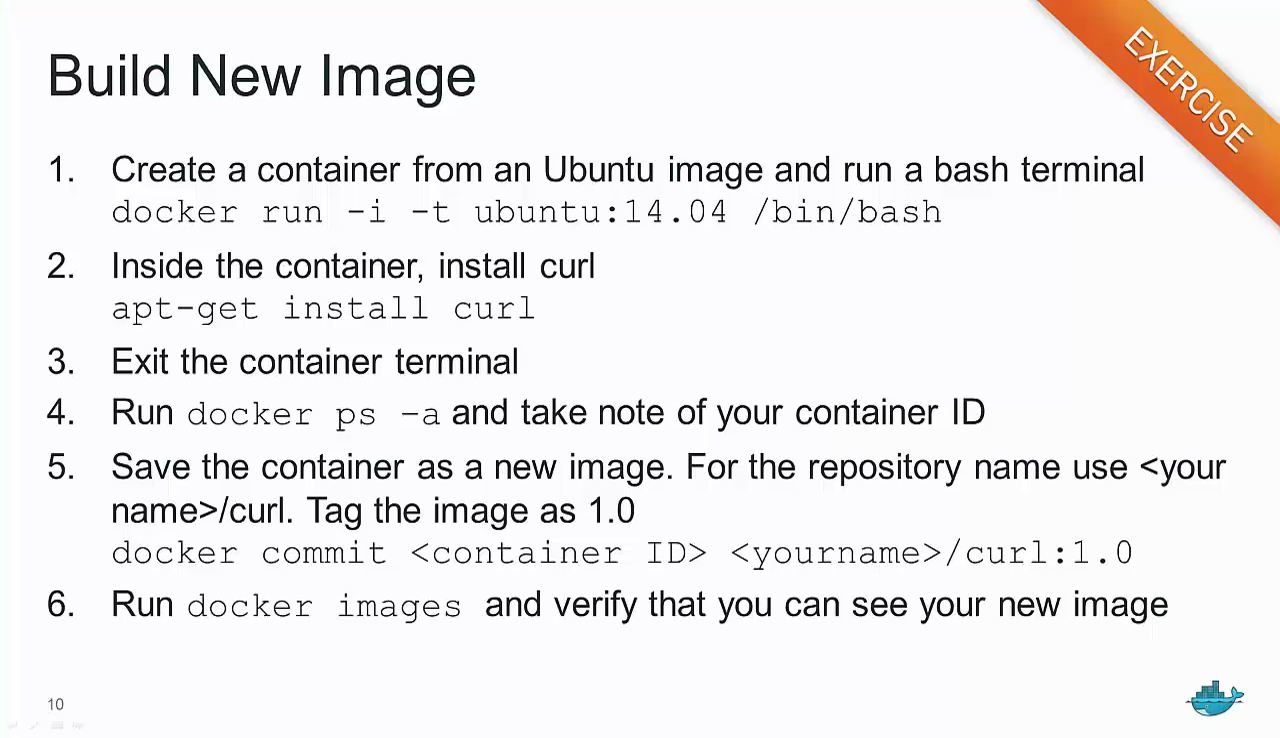 EXERCISE
Build New Image
1. Create a container from an Ubuntu image and run a bash terminal
docker run -i -t ubuntu:14.04 /bin/bash
2. Inside the container, install curl
apt-get install curl
3. Exit the container terminal
4. Run docker ps –a and take note of your container ID
5. Save the container as a new image. For the repository name use <your
name>/curl. Tag the image as 1.0
docker commit <container ID> <yourname>/curl:1.0
6. Run docker images and verify that you can see your new image
10